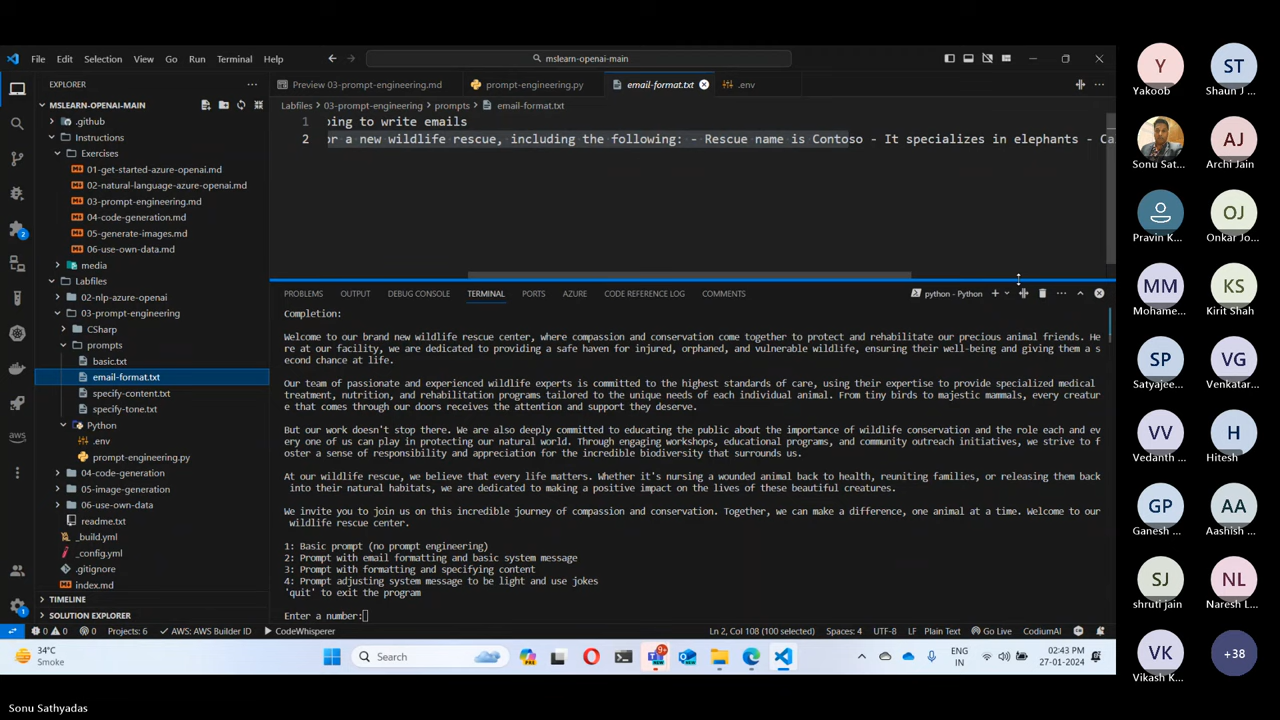 File Edit Selection View Go Run Terminal Help
mslearn-openai-main
EXPLORER
Preview 03-prompt-engineering.md
prompt-engineering.py
email-format.txt
.env
MSLEARN-OPENAI-MAIN
Labfiles > 03-prompt-engineering > prompts > email-format.txt
.github
Instructions
Exercises
01-get-started-azure-openai.md
02-natural-language-azure-openai.md
03-prompt-engineering.md
04-code-generation.md
05-generate-images.md
06-use-own-data.md
media
Labfiles
02-nlp-azure-openai
03-prompt-engineering
CSharp
prompts
basic.txt
email-format.txt
specify-content.txt
specify-tone.txt
Python
.env
prompt-engineering.py
04-code-generation
05-image-generation
06-use-own-data
readme.txt
_build.yml
_config.yml
.gitignore
index.md
TIMELINE
SOLUTION EXPLORER
1 ping to write emails
2 or a new wildlife rescue, including the following: - Rescue name is Contoso - It specializes in elephants - Ca
PROBLEMS OUTPUT DEBUG CONSOLE TERMINAL PORTS AZURE CODE REFERENCE LOG COMMENTS
python - Python
Completion:
Welcome to our brand new wildlife rescue center, where compassion and conservation come together to protect and rehabilitate our precious animal friends. He
re at our facility, we are dedicated to providing a safe haven for injured, orphaned, and vulnerable wildlife, ensuring their well-being and giving them a s
econd chance at life.
Our team of passionate and experienced wildlife experts is committed to the highest standards of care, using their expertise to provide specialized medical
treatment, nutrition, and rehabilitation programs tailored to the unique needs of each individual animal. From tiny birds to majestic mammals, every creatur
e that comes through our doors receives the attention and support they deserve.
But our work doesn't stop there. We are also deeply committed to educating the public about the importance of wildlife conservation and the role each and ev
ery one of us can play in protecting our natural world. Through engaging workshops, educational programs, and community outreach initiatives, we strive to f
oster a sense of responsibility and appreciation for the incredible biodiversity that surrounds us.
At our wildlife rescue, we believe that every life matters. Whether it's nursing a wounded animal back to health, reuniting families, or releasing them back
into their natural habitats, we are dedicated to making a positive impact on the lives of these beautiful creatures.
We invite you to join us on this incredible journey of compassion and conservation. Together, we can make a difference, one animal at a time. Welcome to our
wildlife rescue center.
1: Basic prompt (no prompt engineering)
2: Prompt with email formatting and basic system message
3: Prompt with formatting and specifying content
4: Prompt adjusting system message to be light and use jokes
'quit' to exit the program
Enter a number:
0 0 0 Projects: 6 AWS: AWS Builder ID CodeWhisperer Ln 2, Col 108 (100 selected) Spaces: 4 UTF-8 LF Plain Text Go Live CodiumAI
34°C
Smoke
Search
9+
ENG
IN
02:43 PM
27-01-2024
Y
Yakoob
ST
Shaun J ...
Sonu Sat...
AJ
Archi Jain
Pravin K...
OJ
Onkar Jo...
MM
Mohame...
KS
Kirit Shah
SP
Satyajee...
VG
Venkatar...
VV
Vedanth ...
H
Hitesh
GP
Ganesh ...
AA
Aashish ...
SJ
shruti jain
NL
Naresh L...
VK
Vikash K...
+38
Sonu Sathyadas